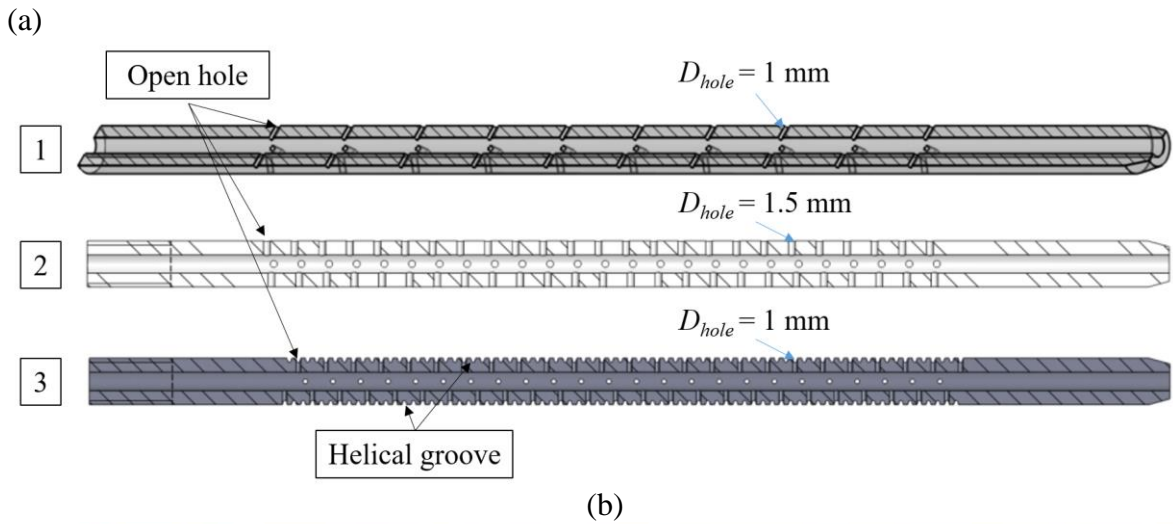 (a)
Open hole
D_hole = 1 mm
1
D_hole = 1.5 mm
2
D_hole = 1 mm
3
Helical groove
(b)